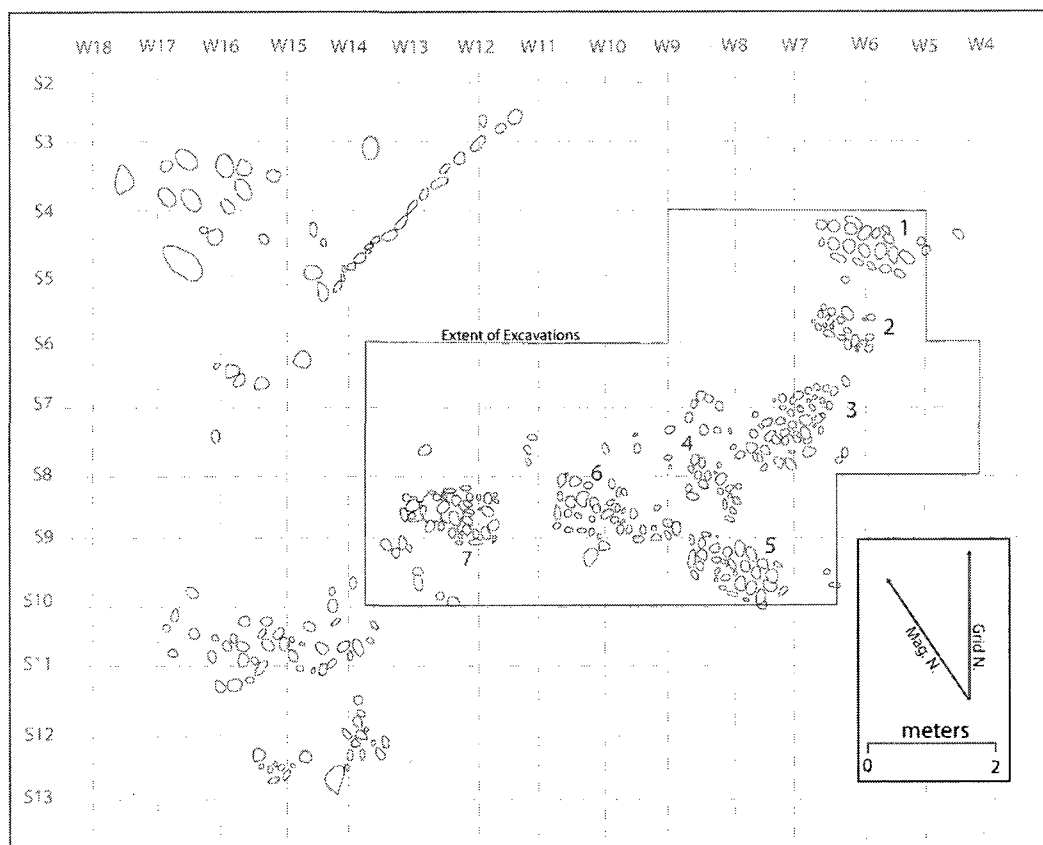 W18 W17 W16 W15 W14 W13 W12 W11 W10 W9 W8 W7 W6 W5 W4
S2
S3
S4
1
S5
2
Extent of Excavations
S6
S7
3
4
6
S8
S9
5
7
S10
Mag. N.
Grid N.
S11
meters
S12
0 2
S13